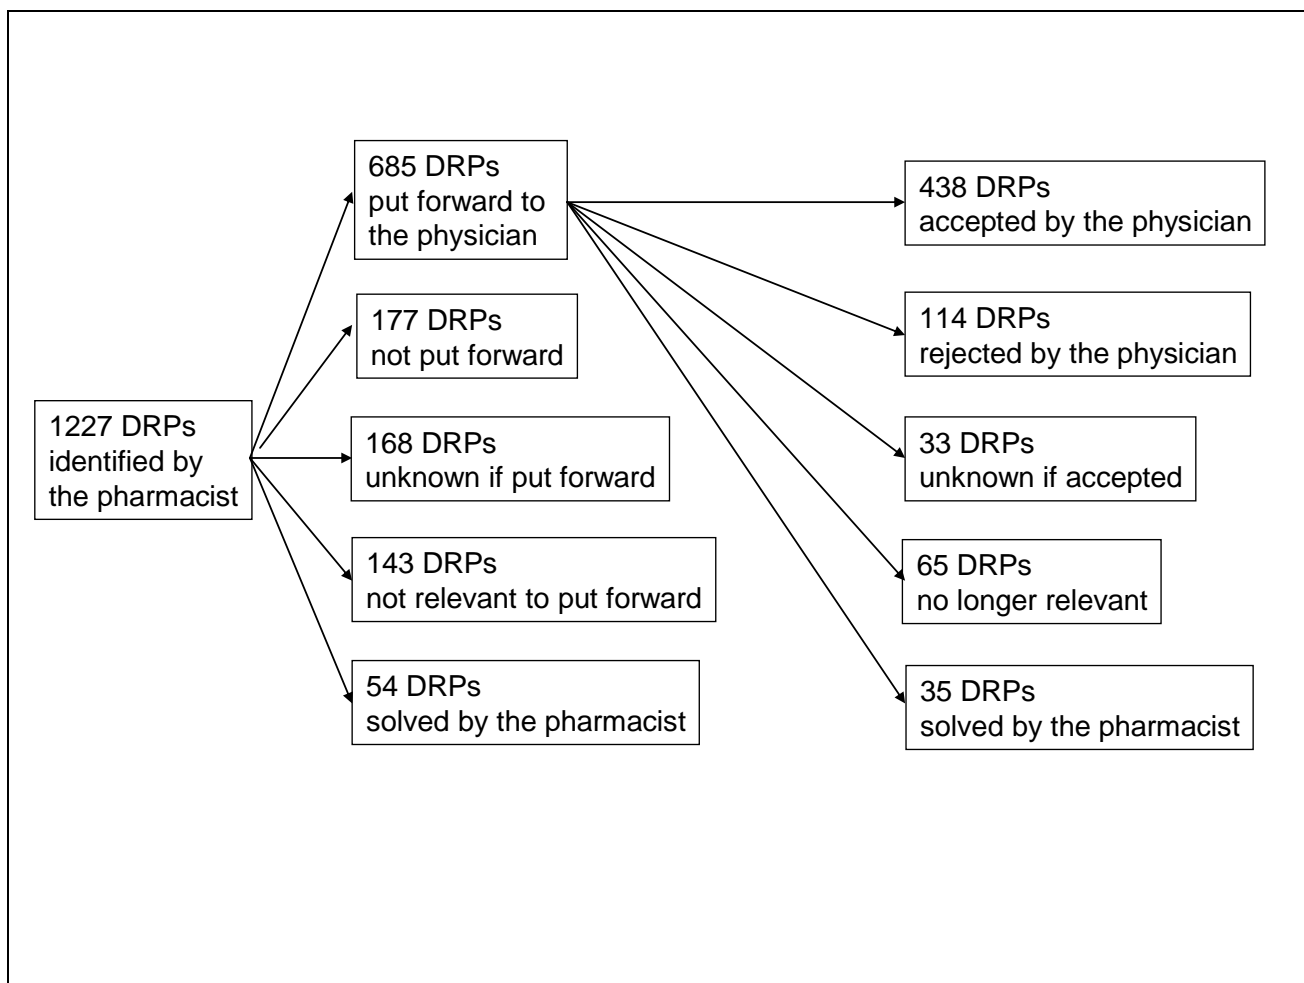 1227 DRPs
identified by
the pharmacist
685 DRPs
put forward to
the physician
177 DRPs
not put forward
168 DRPs
unknown if put forward
143 DRPs
not relevant to put forward
54 DRPs
solved by the pharmacist
438 DRPs
accepted by the physician
114 DRPs
rejected by the physician
33 DRPs
unknown if accepted
65 DRPs
no longer relevant
35 DRPs
solved by the pharmacist